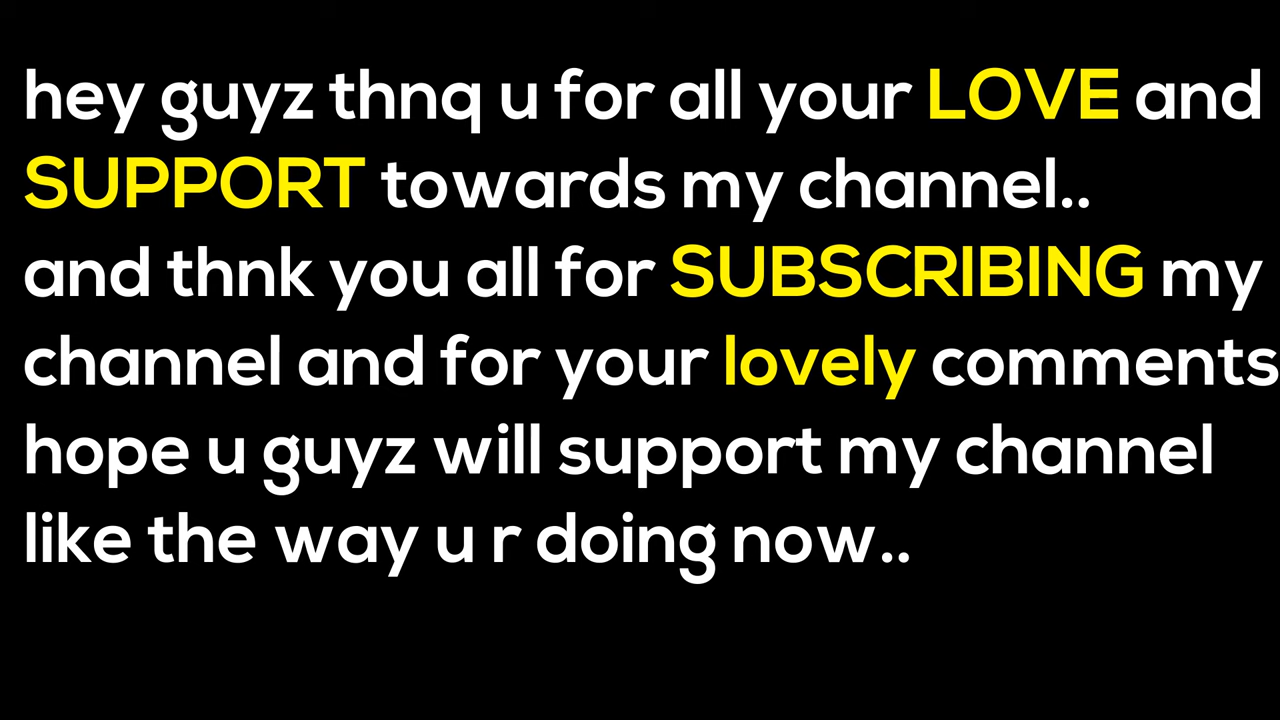 hey guyz thnq u for all your LOVE and
SUPPORT towards my channel..
and thnk you all for SUBSCRIBING my
channel and for your lovely comments
hope u guyz will support my channel
like the way u r doing now..